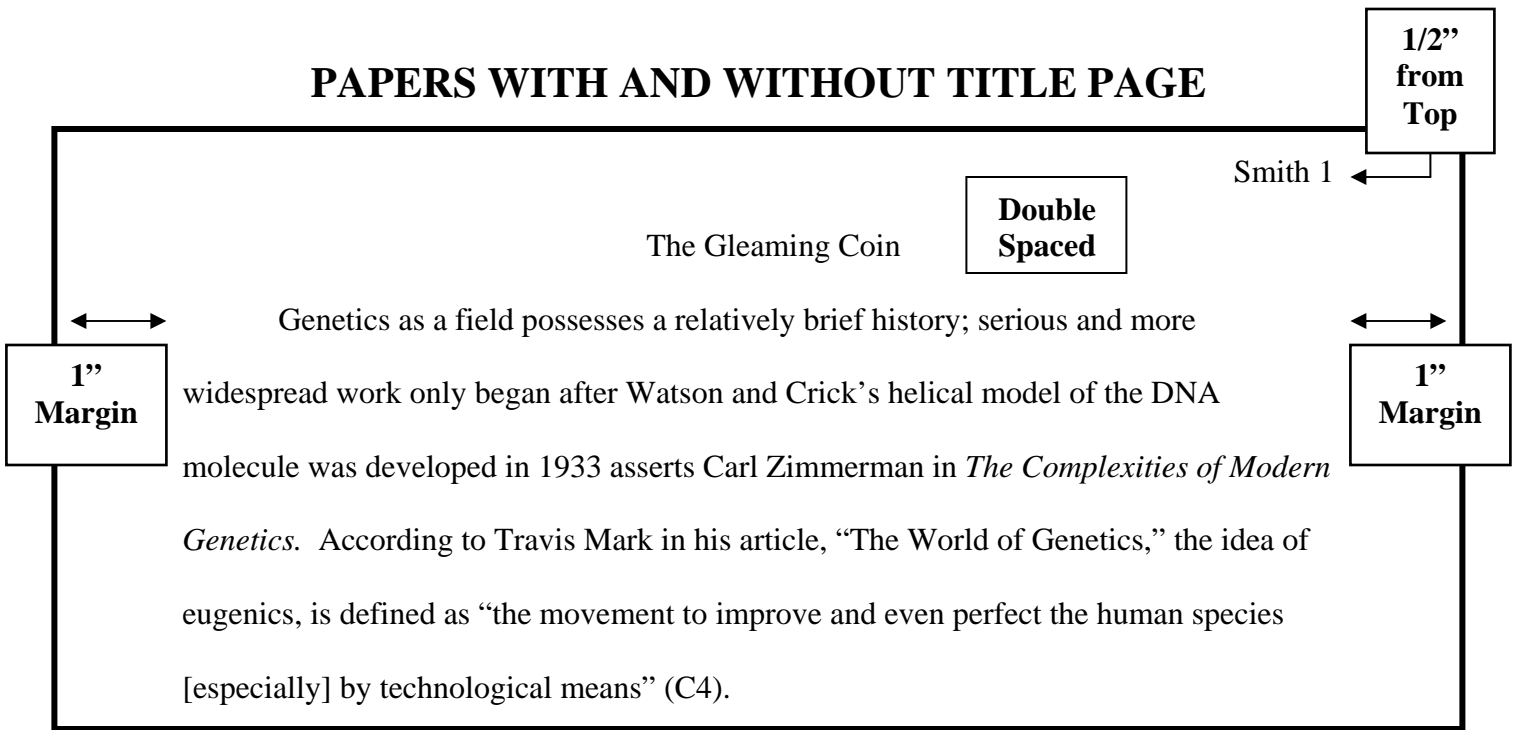 1/2”
from
Top
PAPERS WITH AND WITHOUT TITLE PAGE
Smith 1
Double
Spaced
The Gleaming Coin
Genetics as a field possesses a relatively brief history; serious and more
1”
Margin
1”
Margin
widespread work only began after Watson and Crick’s helical model of the DNA
molecule was developed in 1933 asserts Carl Zimmerman in The Complexities of Modern
Genetics. According to Travis Mark in his article, “The World of Genetics,” the idea of
eugenics, is defined as “the movement to improve and even perfect the human species
[especially] by technological means” (C4).